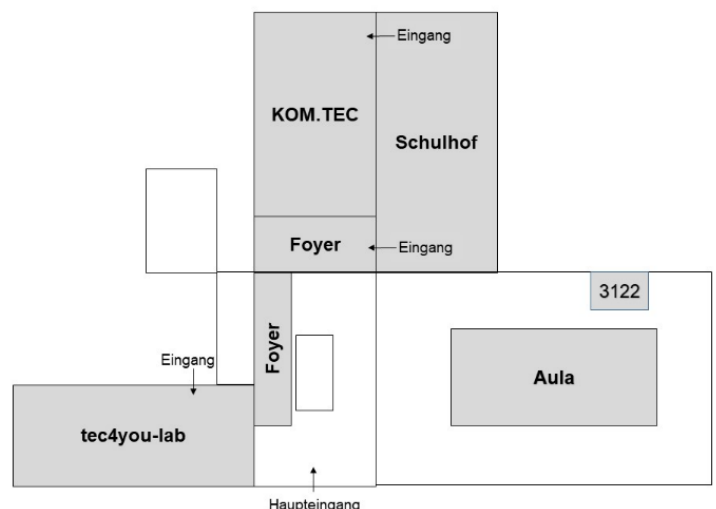 Eingang
KOM.TEC
Schulhof
Foyer
Eingang
3122
Foyer
Eingang
Aula
tec4you-lab
Haupteingang